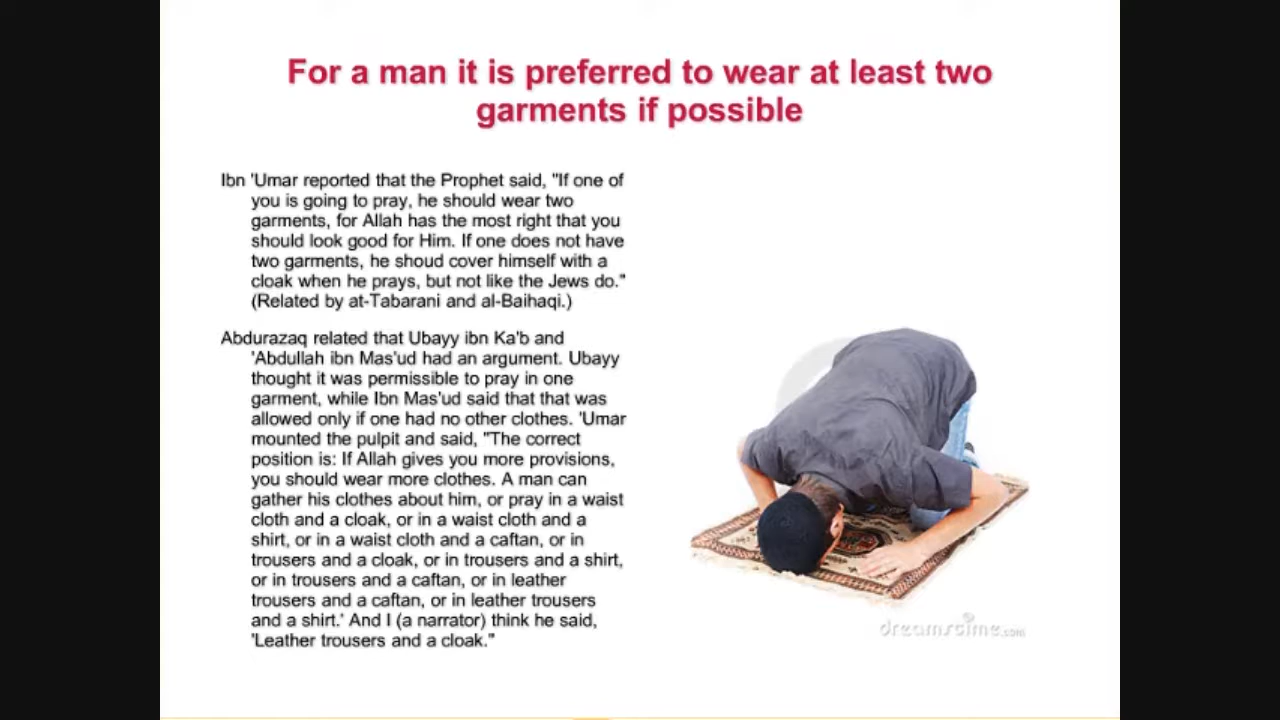 For a man it is preferred to wear at least two
garments if possible
Ibn 'Umar reported that the Prophet said, "If one of
you is going to pray, he should wear two
garments, for Allah has the most right that you
should look good for Him. If one does not have
two garments, he shoud cover himself with a
cloak when he prays, but not like the Jews do."
(Related by at-Tabarani and al-Baihaqi.)
Abdurazaq related that Ubayy ibn Ka'b and
'Abdullah ibn Mas'ud had an argument. Ubayy
thought it was permissible to pray in one
garment, while Ibn Mas'ud said that that was
allowed only if one had no other clothes. 'Umar
mounted the pulpit and said, "The correct
position is: If Allah gives you more provisions,
you should wear more clothes. A man can
gather his clothes about him, or pray in a waist
cloth and a cloak, or in a waist cloth and a
shirt, or in a waist cloth and a caftan, or in
trousers and a cloak, or in trousers and a shirt,
or in trousers and a caftan, or in leather
trousers and a caftan, or in leather trousers
and a shirt.' And I (a narrator) think he said,
'Leather trousers and a cloak."
dreamstime.com